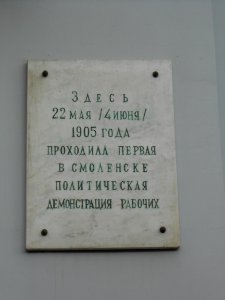 ЗДЕСЬ
22 МАЯ /4 ИЮНЯ/
1905 ГОДА
ПРОХОДИЛА ПЕРВАЯ
В СМОЛЕНСКЕ
ПОЛИТИЧЕСКАЯ
ДЕМОНСТРАЦИЯ РАБОЧИХ